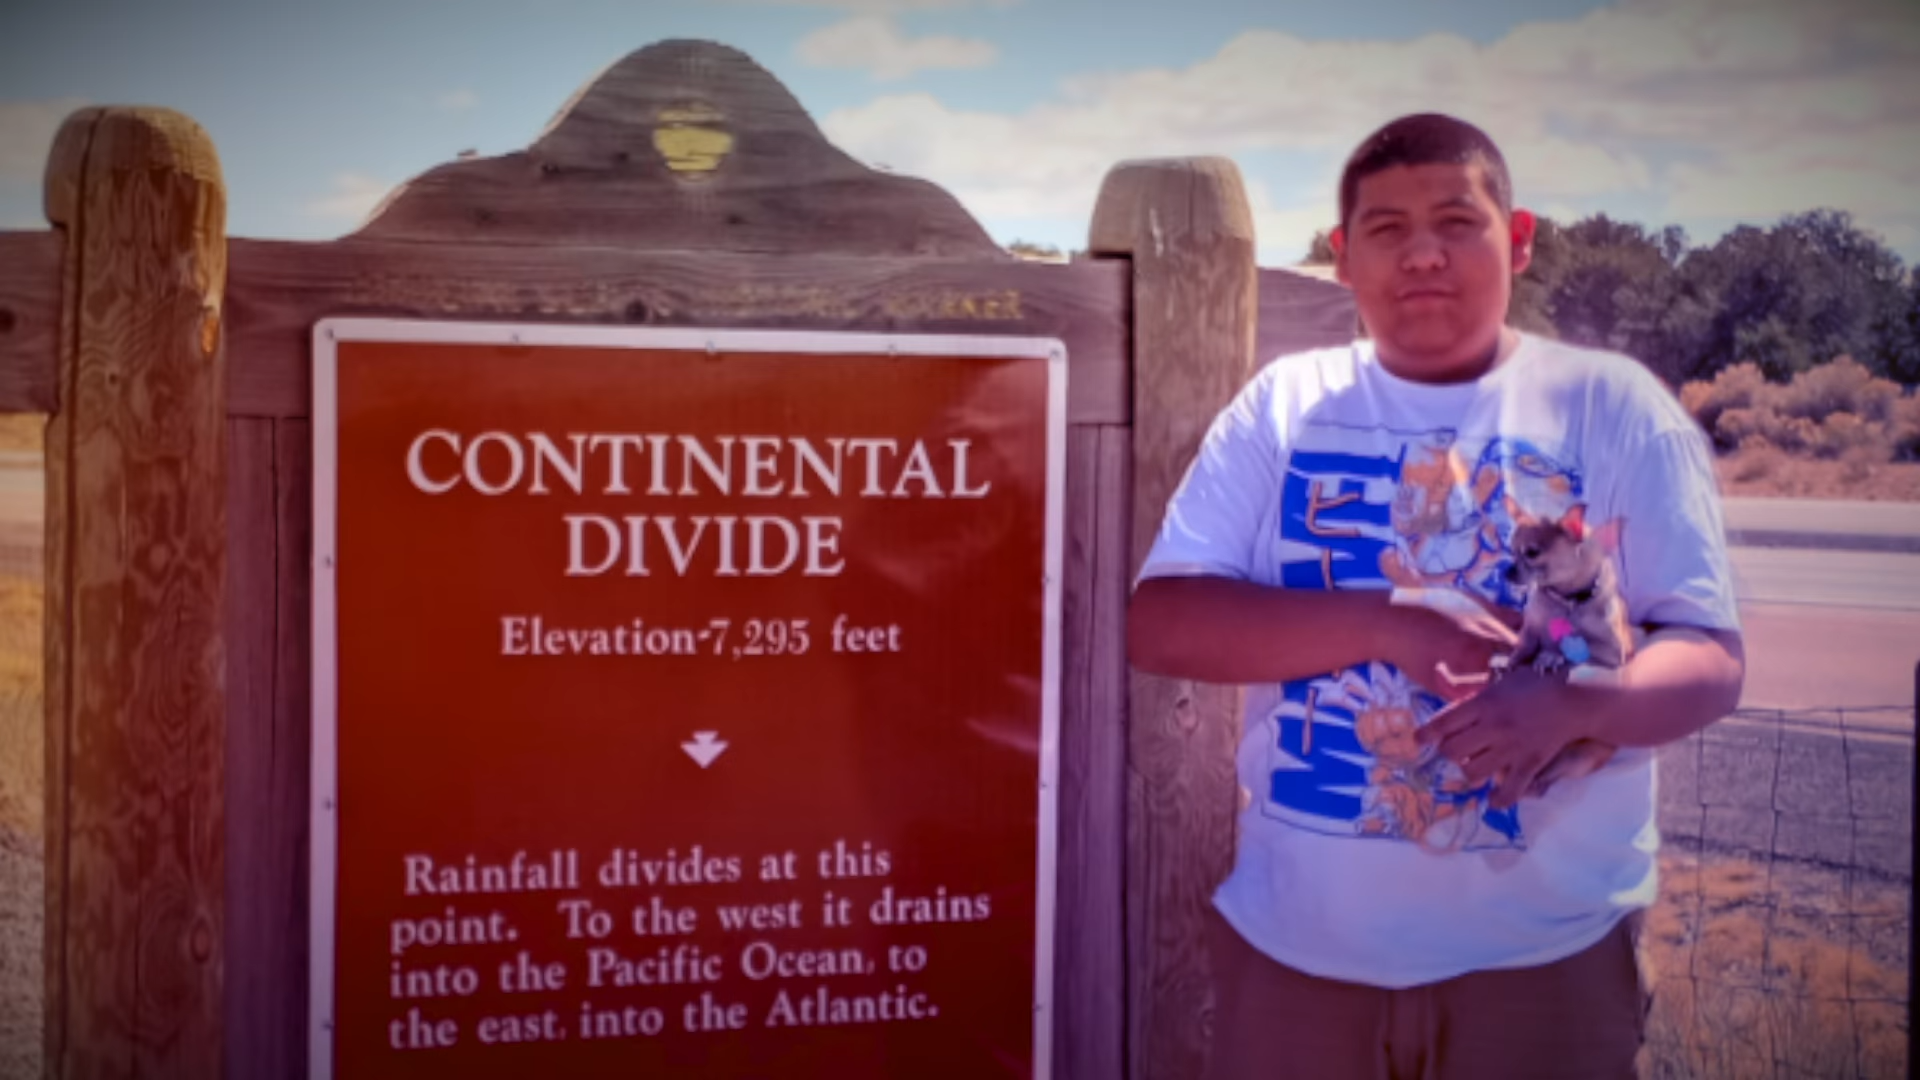 MARKER
CONTINENTAL
DIVIDE
Elevation-7,295 feet
Rainfall divides at this
point. To the west it drains
into the Pacific Ocean, to
the east, into the Atlantic.